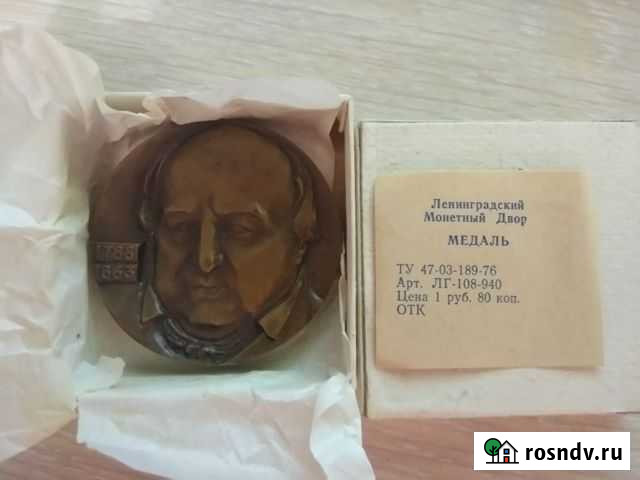 1788
1863
Ленинградский
Монетный Двор
МЕДАЛЬ
ТУ 47-03-189-76
Арт. ЛГ-108-940
Цена 1 руб. 80 коп.
ОТК
rosndv.ru